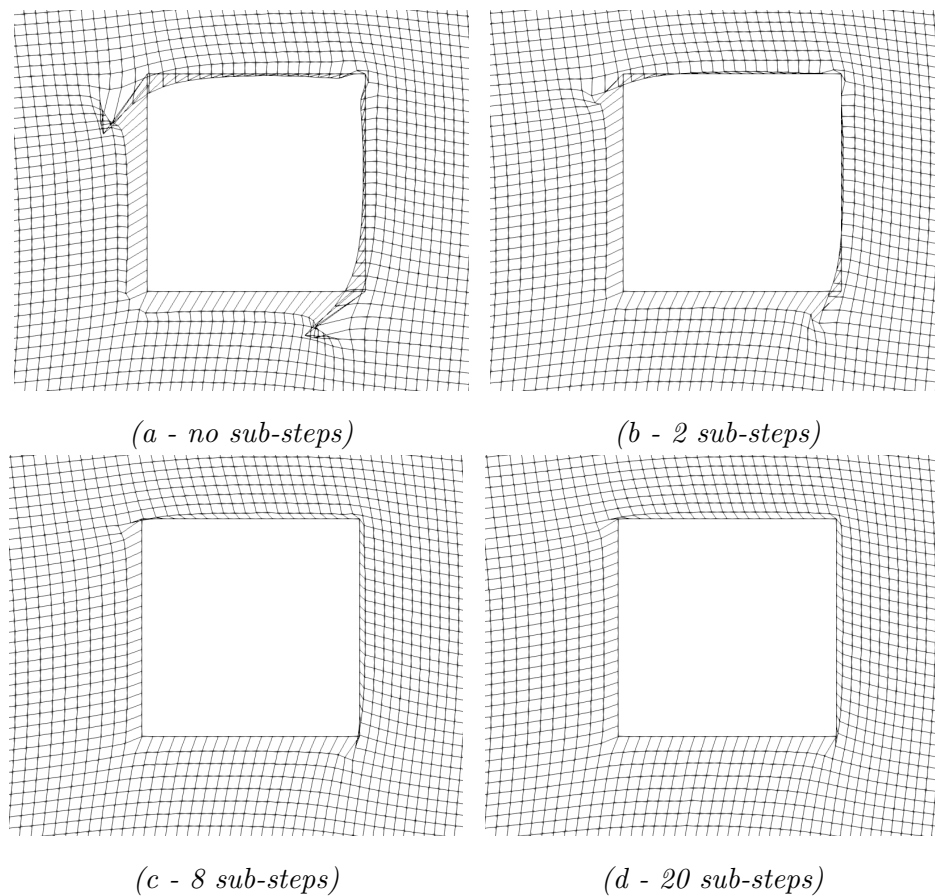 (a - no sub-steps)
(b - 2 sub-steps)
(c - 8 sub-steps)
(d - 20 sub-steps)